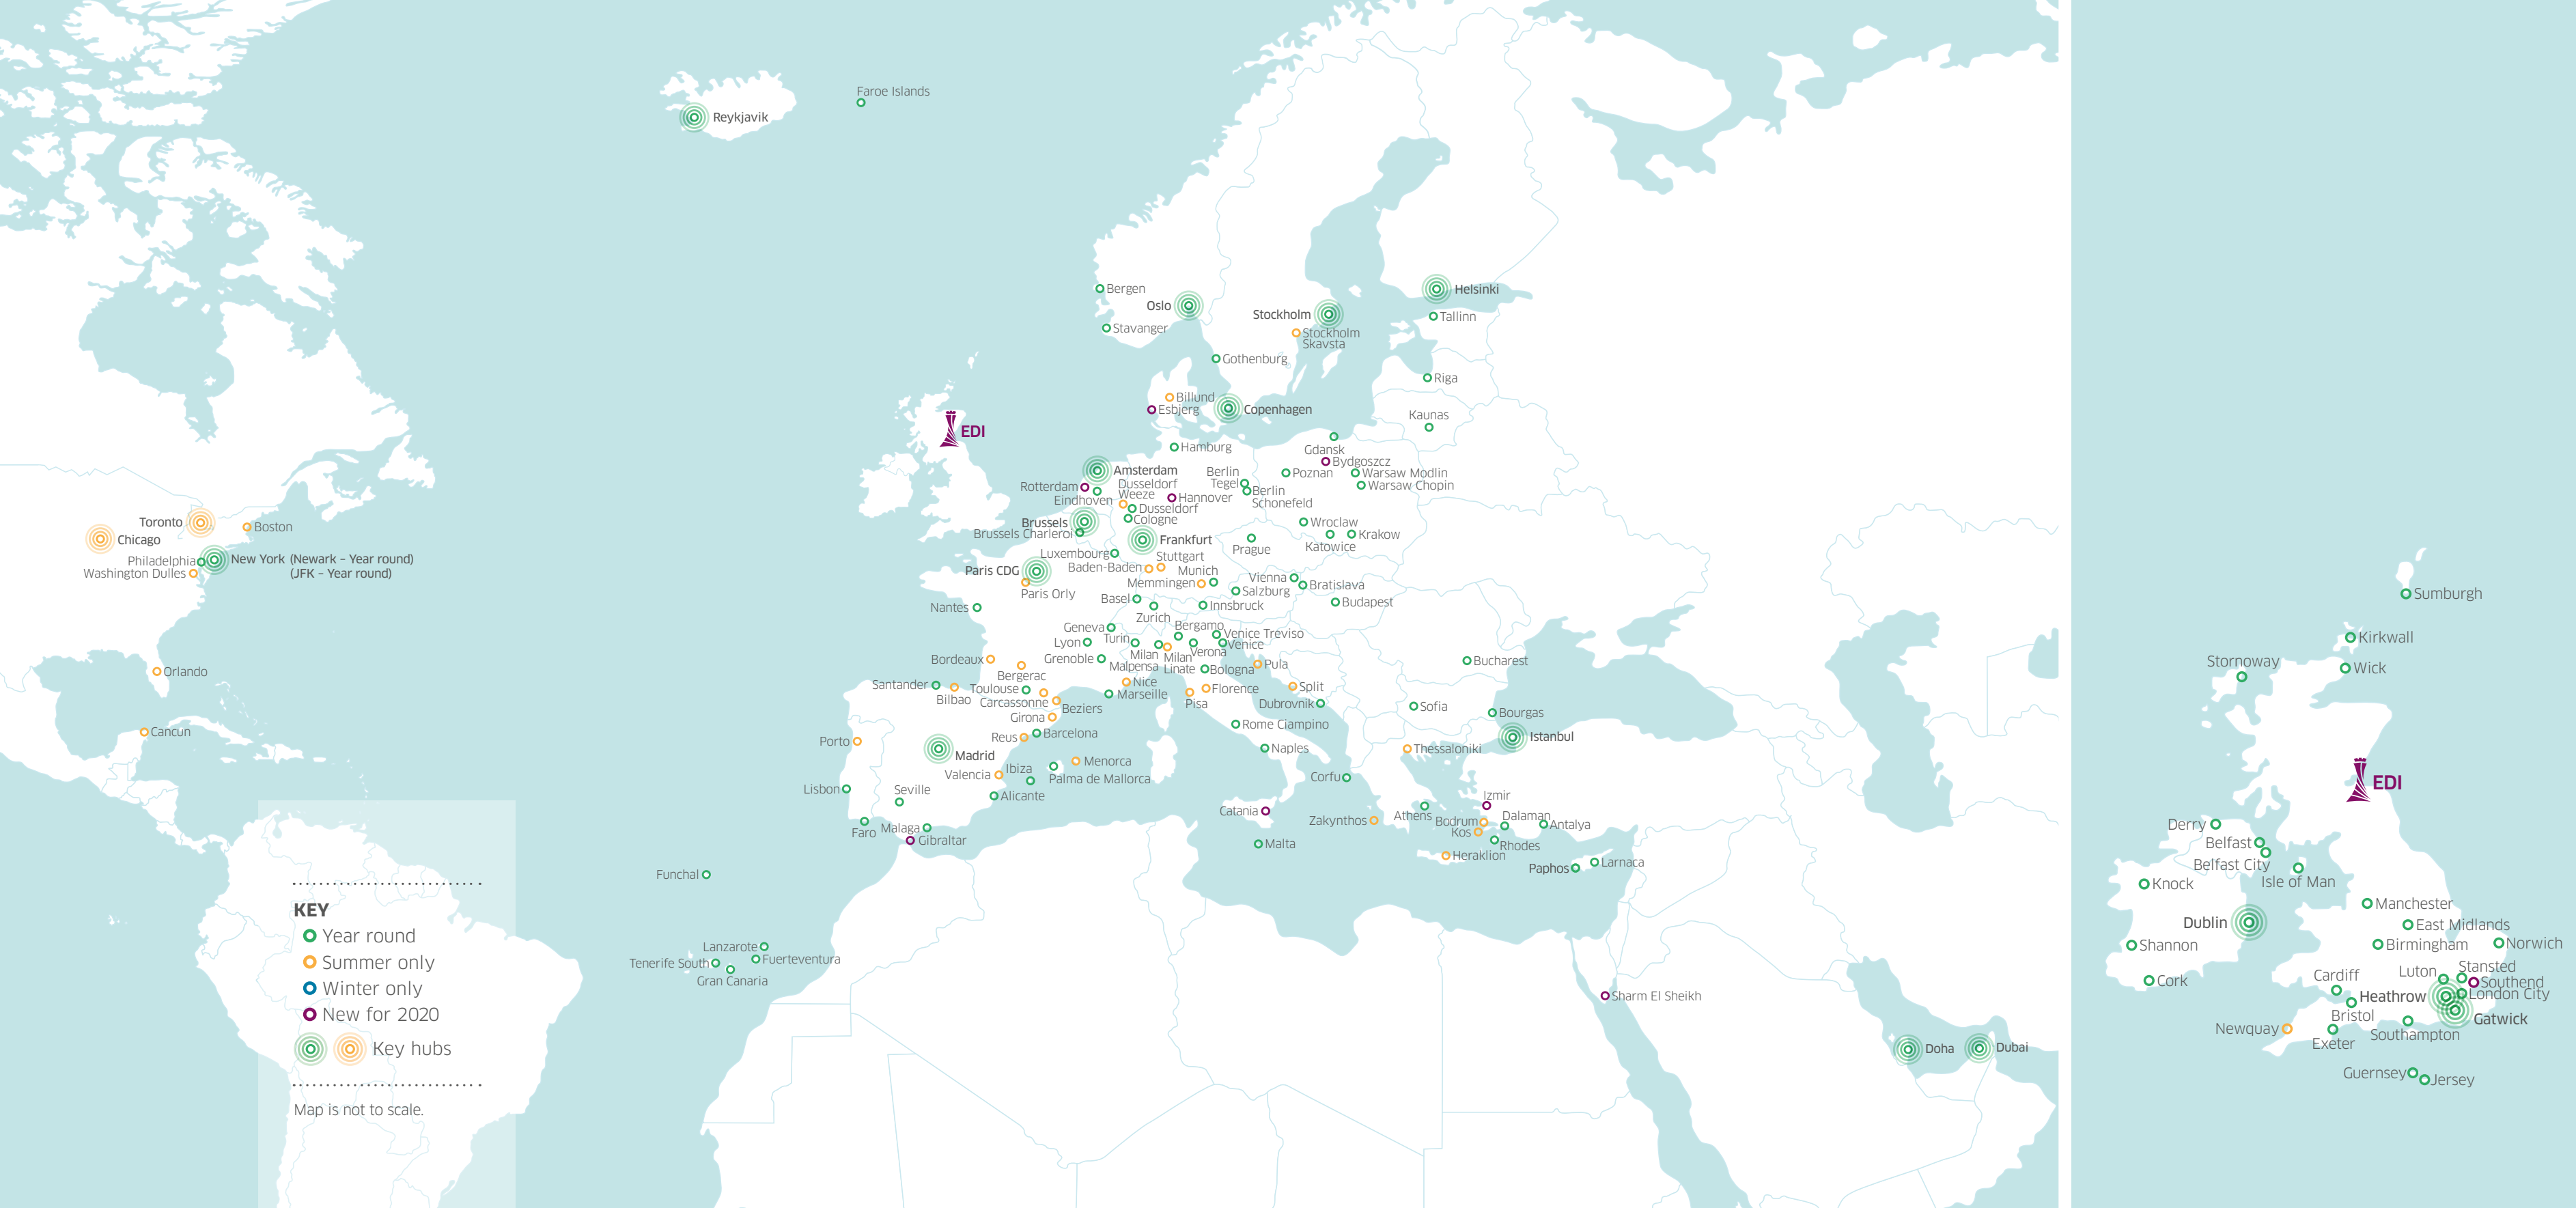 Faroe Islands
Reykjavik
Bergen
Oslo
Stavanger
Stockholm
Stockholm
Skavsta
Helsinki
Tallinn
Gothenburg
Riga
Billund
Esbjerg
Copenhagen
Kaunas
EDI
Hamburg
Gdansk
Bydgoszcz
Amsterdam
Rotterdam
Eindhoven
Dusseldorf
Weeze
Hannover
Berlin
Tegel
Berlin
Schonefeld
Poznan
Warsaw Modlin
Warsaw Chopin
Dusseldorf
Cologne
Brussels
Brussels Charleroi
Frankfurt
Wroclaw
Katowice
Krakow
Prague
Luxembourg
Stuttgart
Baden-Baden
Munich
Memmingen
Paris CDG
Paris Orly
Vienna
Bratislava
Salzburg
Budapest
Nantes
Basel
Zurich
Innsbruck
Geneva
Lyon
Turin
Bergamo
Venice Treviso
Venice
Verona
Milan
Malpensa
Milan
Linate
Grenoble
Bologna
Pula
Bordeaux
Bergerac
Bucharest
Santander
Bilbao
Toulouse
Carcassonne
Beziers
Nice
Marseille
Florence
Pisa
Split
Dubrovnik
Girona
Reus
Barcelona
Rome Ciampino
Sofia
Bourgas
Istanbul
Naples
Thessaloniki
Porto
Madrid
Menorca
Palma de Mallorca
Valencia
Ibiza
Corfu
Lisbon
Seville
Alicante
Faro
Malaga
Gibraltar
Catania
Malta
Zakynthos
Athens
Izmir
Bodrum
Kos
Dalaman
Antalya
Rhodes
Heraklion
Paphos
Larnaca
Funchal
Lanzarote
Tenerife South
Fuerteventura
Gran Canaria
Sharm El Sheikh
Doha
Dubai
Toronto
Chicago
Boston
Philadelphia
New York (Newark – Year round)
(JFK – Year round)
Washington Dulles
Orlando
Cancun
KEY
Year round
Summer only
Winter only
New for 2020
Key hubs
Map is not to scale.
Sumburgh
Kirkwall
Wick
Stornoway
EDI
Derry
Belfast
Belfast City
Isle of Man
Knock
Dublin
Manchester
East Midlands
Shannon
Birmingham
Norwich
Cork
Cardiff
Luton
Stansted
Southend
Heathrow
London City
Bristol
Gatwick
Newquay
Exeter
Southampton
Guernsey
Jersey